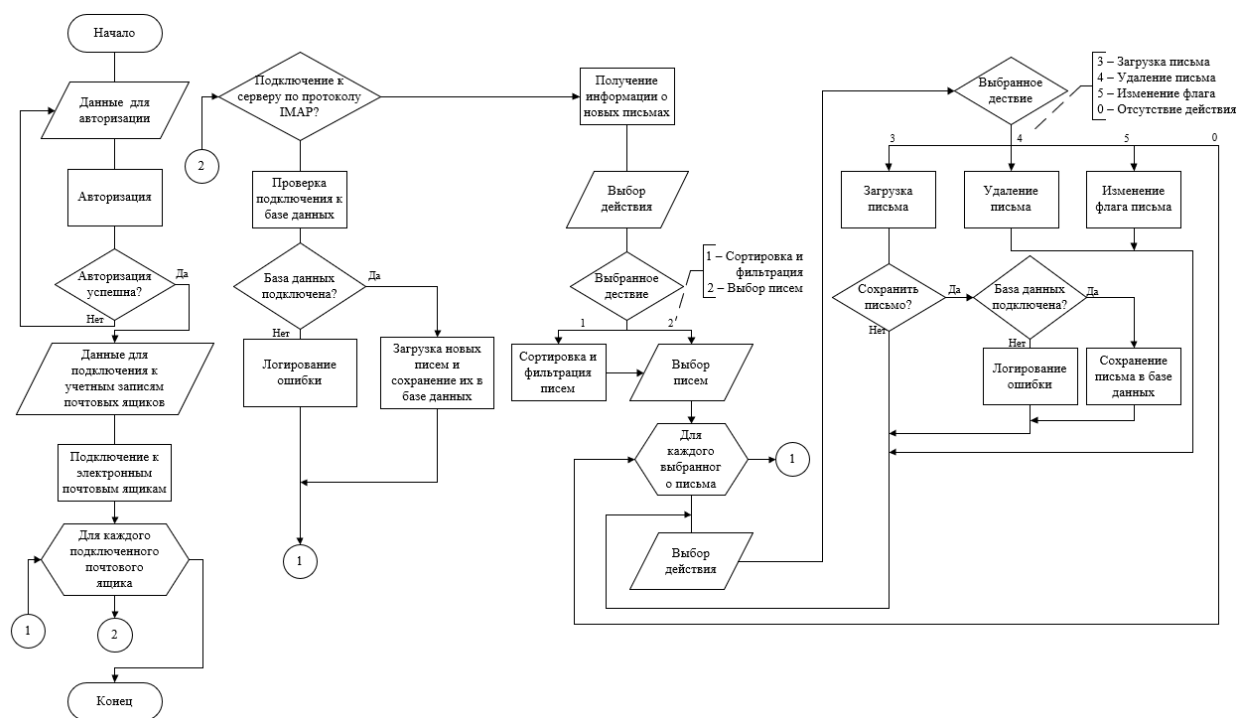 Начало
Данные для
авторизации
Авторизация
Авторизация
успешна?
Да
Нет
Данные для
подключения к
учетным записям
почтовых ящиков
Подключение к
электронным
почтовым ящикам
Для каждого
подключенного
почтового
ящика
1
2
Конец
Подключение к
серверу по протоколу
IMAP?
2
Проверка
подключения к
базе данных
База данных
подключена?
Да
Нет
Логирование
ошибки
Загрузка новых
писем и
сохранение их в
базе данных
1
Получение
информации о
новых письмах
Выбор
действия
Выбранное
дествие
1 – Сортировка и
фильтрация
2 – Выбор писем
1
2
Сортировка и
фильтрация
писем
Выбор
писем
Для
каждого
выбранног
о письма
1
Выбор
действия
Выбранное
дествие
3 – Загрузка письма
4 – Удаление письма
5 – Изменение флага
0 – Отсутствие действия
3
4
5
0
Загрузка
письма
Удаление
письма
Изменение
флага письма
Сохранить
письмо?
Да
Нет
База данных
подключена?
Да
Нет
Логирование
ошибки
Сохранение
письма в базе
данных